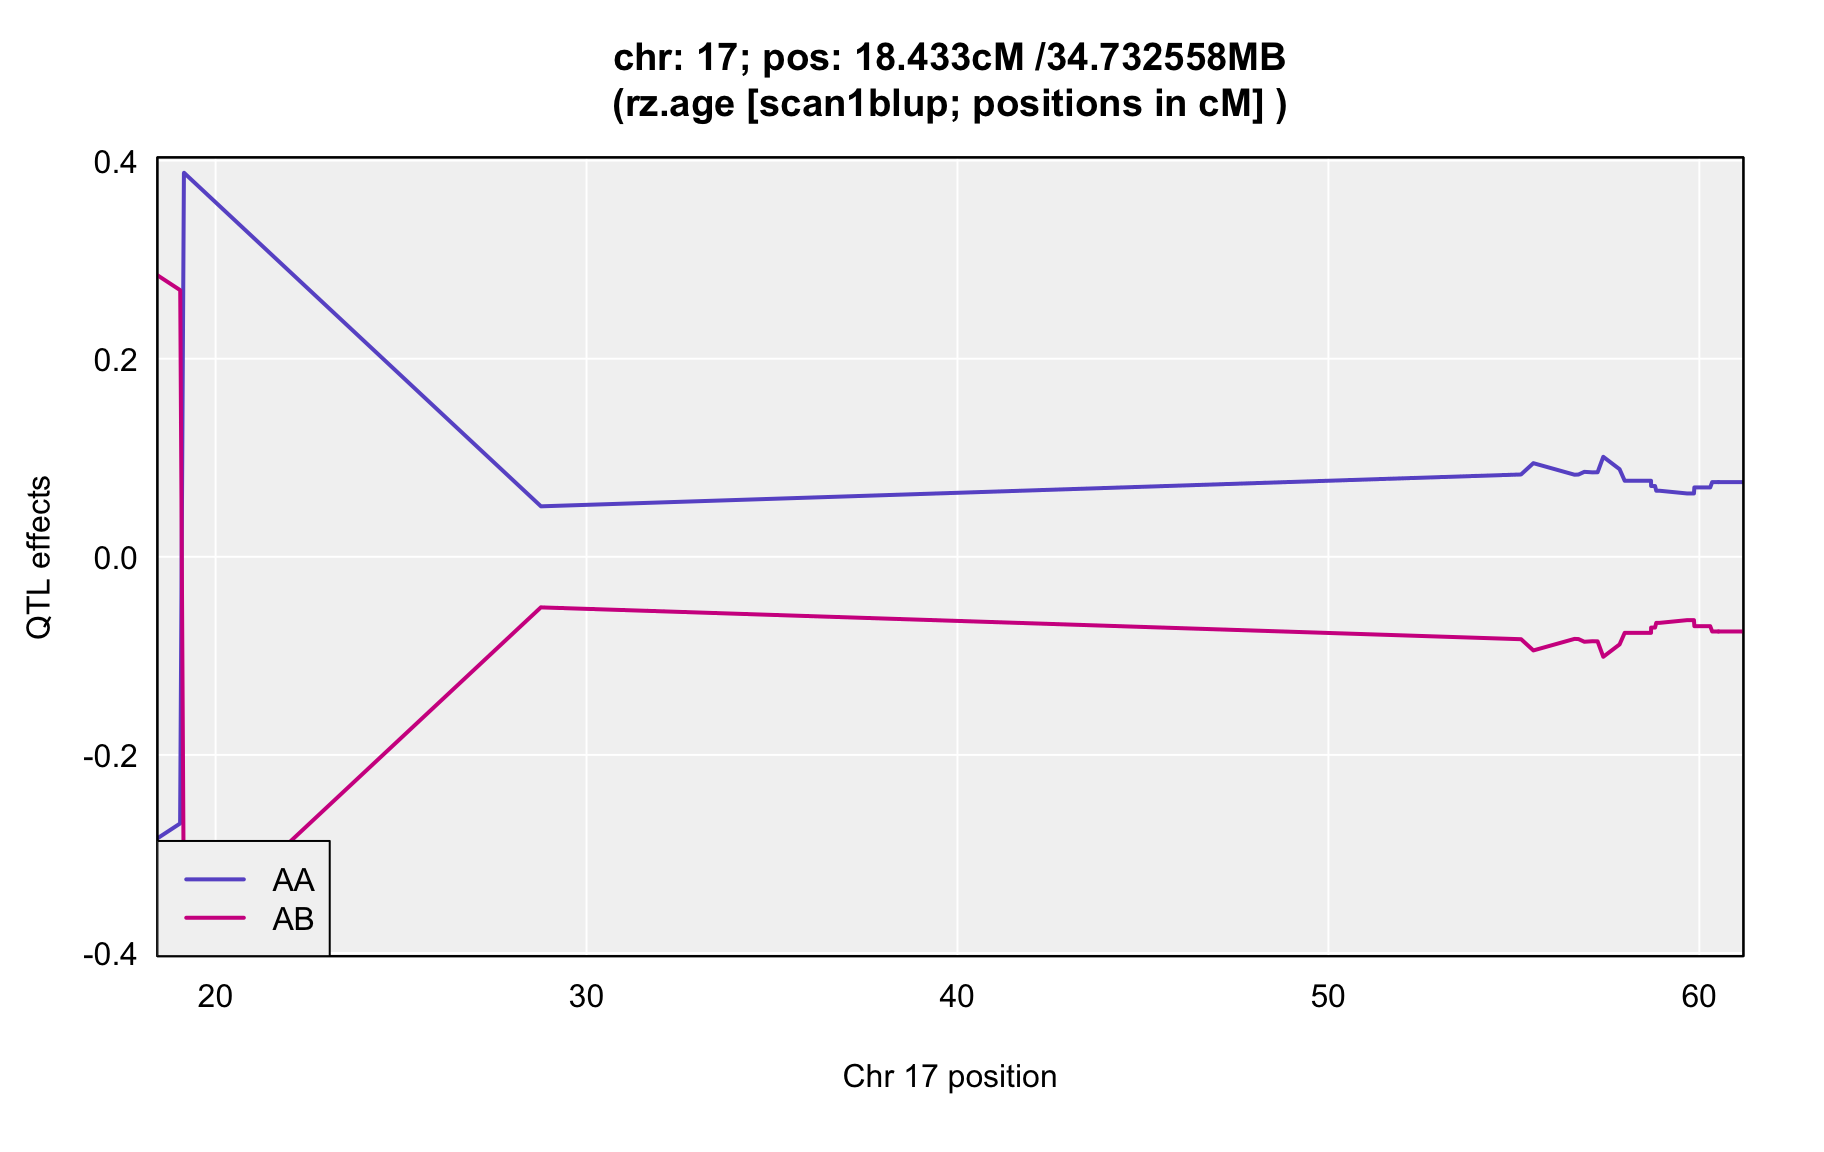 chr: 17; pos: 18.433cM /34.732558MB
(rz.age [scan1blup; positions in cM] )
QTL effects
0.4
0.2
0.0
-0.2
-0.4
AA
AB
20 30 40 50 60
Chr 17 position